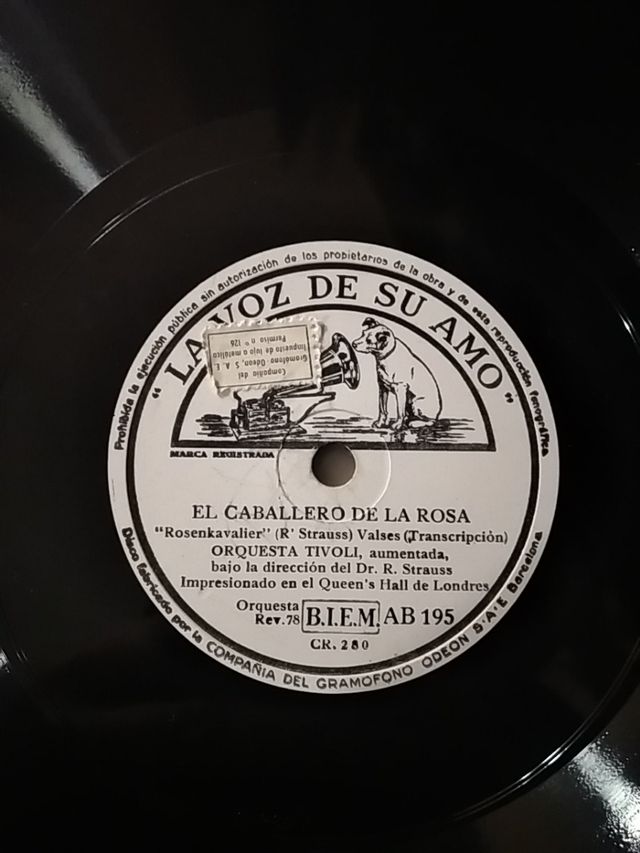 Prohibida la ejecución pública sin autorización de los propietarios de la obra y de esta reproducción fonográfica
"LA VOZ DE SU AMO"
Compañía del
Gramófono-Odeon, S. A. E.
Impuesto de lujo a metálico
Permiso n.º 126
MARCA REGISTRADA
EL CABALLERO DE LA ROSA
"Rosenkavalier" (R' Strauss) Valses (Transcripción)
ORQUESTA TIVOLI, aumentada,
bajo la dirección del Dr. R. Strauss
Impresionado en el Queen's Hall de Londres
Orquesta
Rev. 78 B.I.E.M. AB 195
CR. 280
Disco fabricado por la COMPAÑIA DEL GRAMOFONO ODEON S·A·E Barcelona